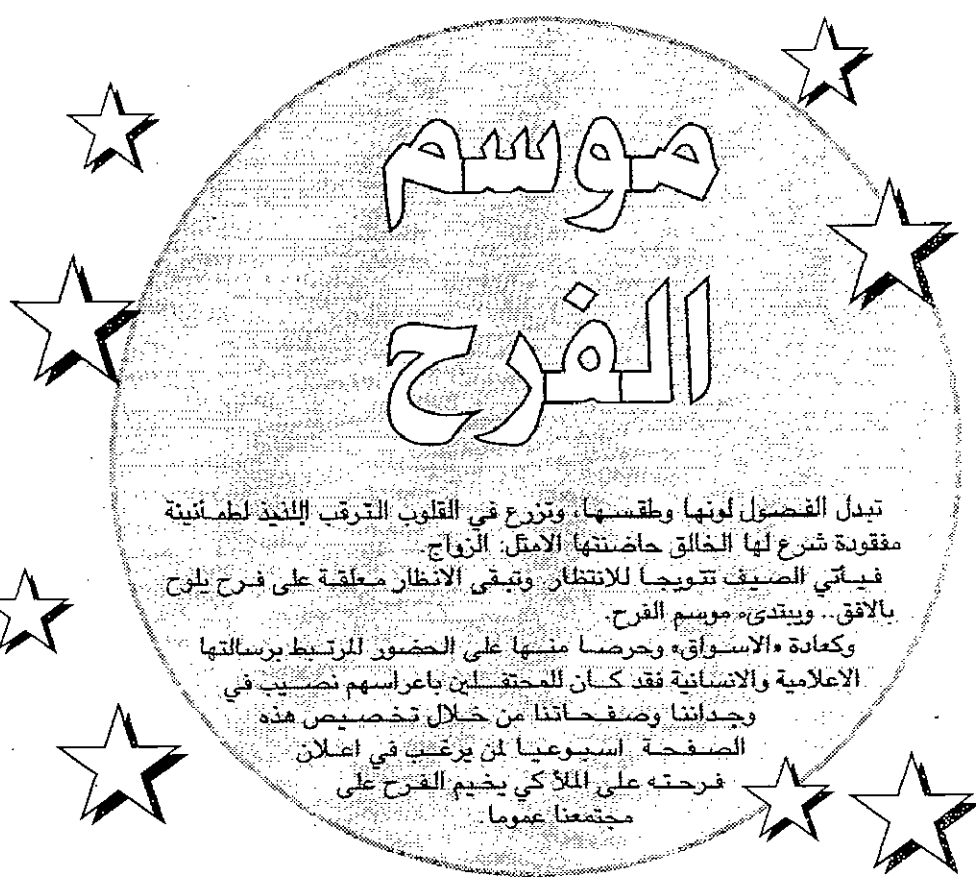 موسم
الفرح
تبدل الفصول لونها وطقسها، وتزرع في القلوب الترقب اللذيذ لطمأنينة
مفقودة شرع لها الخالق حاضنتها الامثل: الزواج.
فيأتي الصيف تتويجا للانتظار وتبقى الانظار معلقة على فرح يلوح
بالافق.. ويبتدىء موسم الفرح.
وكعادة «الاسواق» وحرصا منها على الحضور المرتبط برسالتها
الاعلامية والانسانية فقد كان للمحتفلين باعراسهم نصيب في
وجداننا وصفحاتنا من خلال تخصيص هذه
الصفحة اسبوعيا لمن يرغب في اعلان
فرحته على الملأ كي يخيم الفرح على
مجتمعنا عموما.